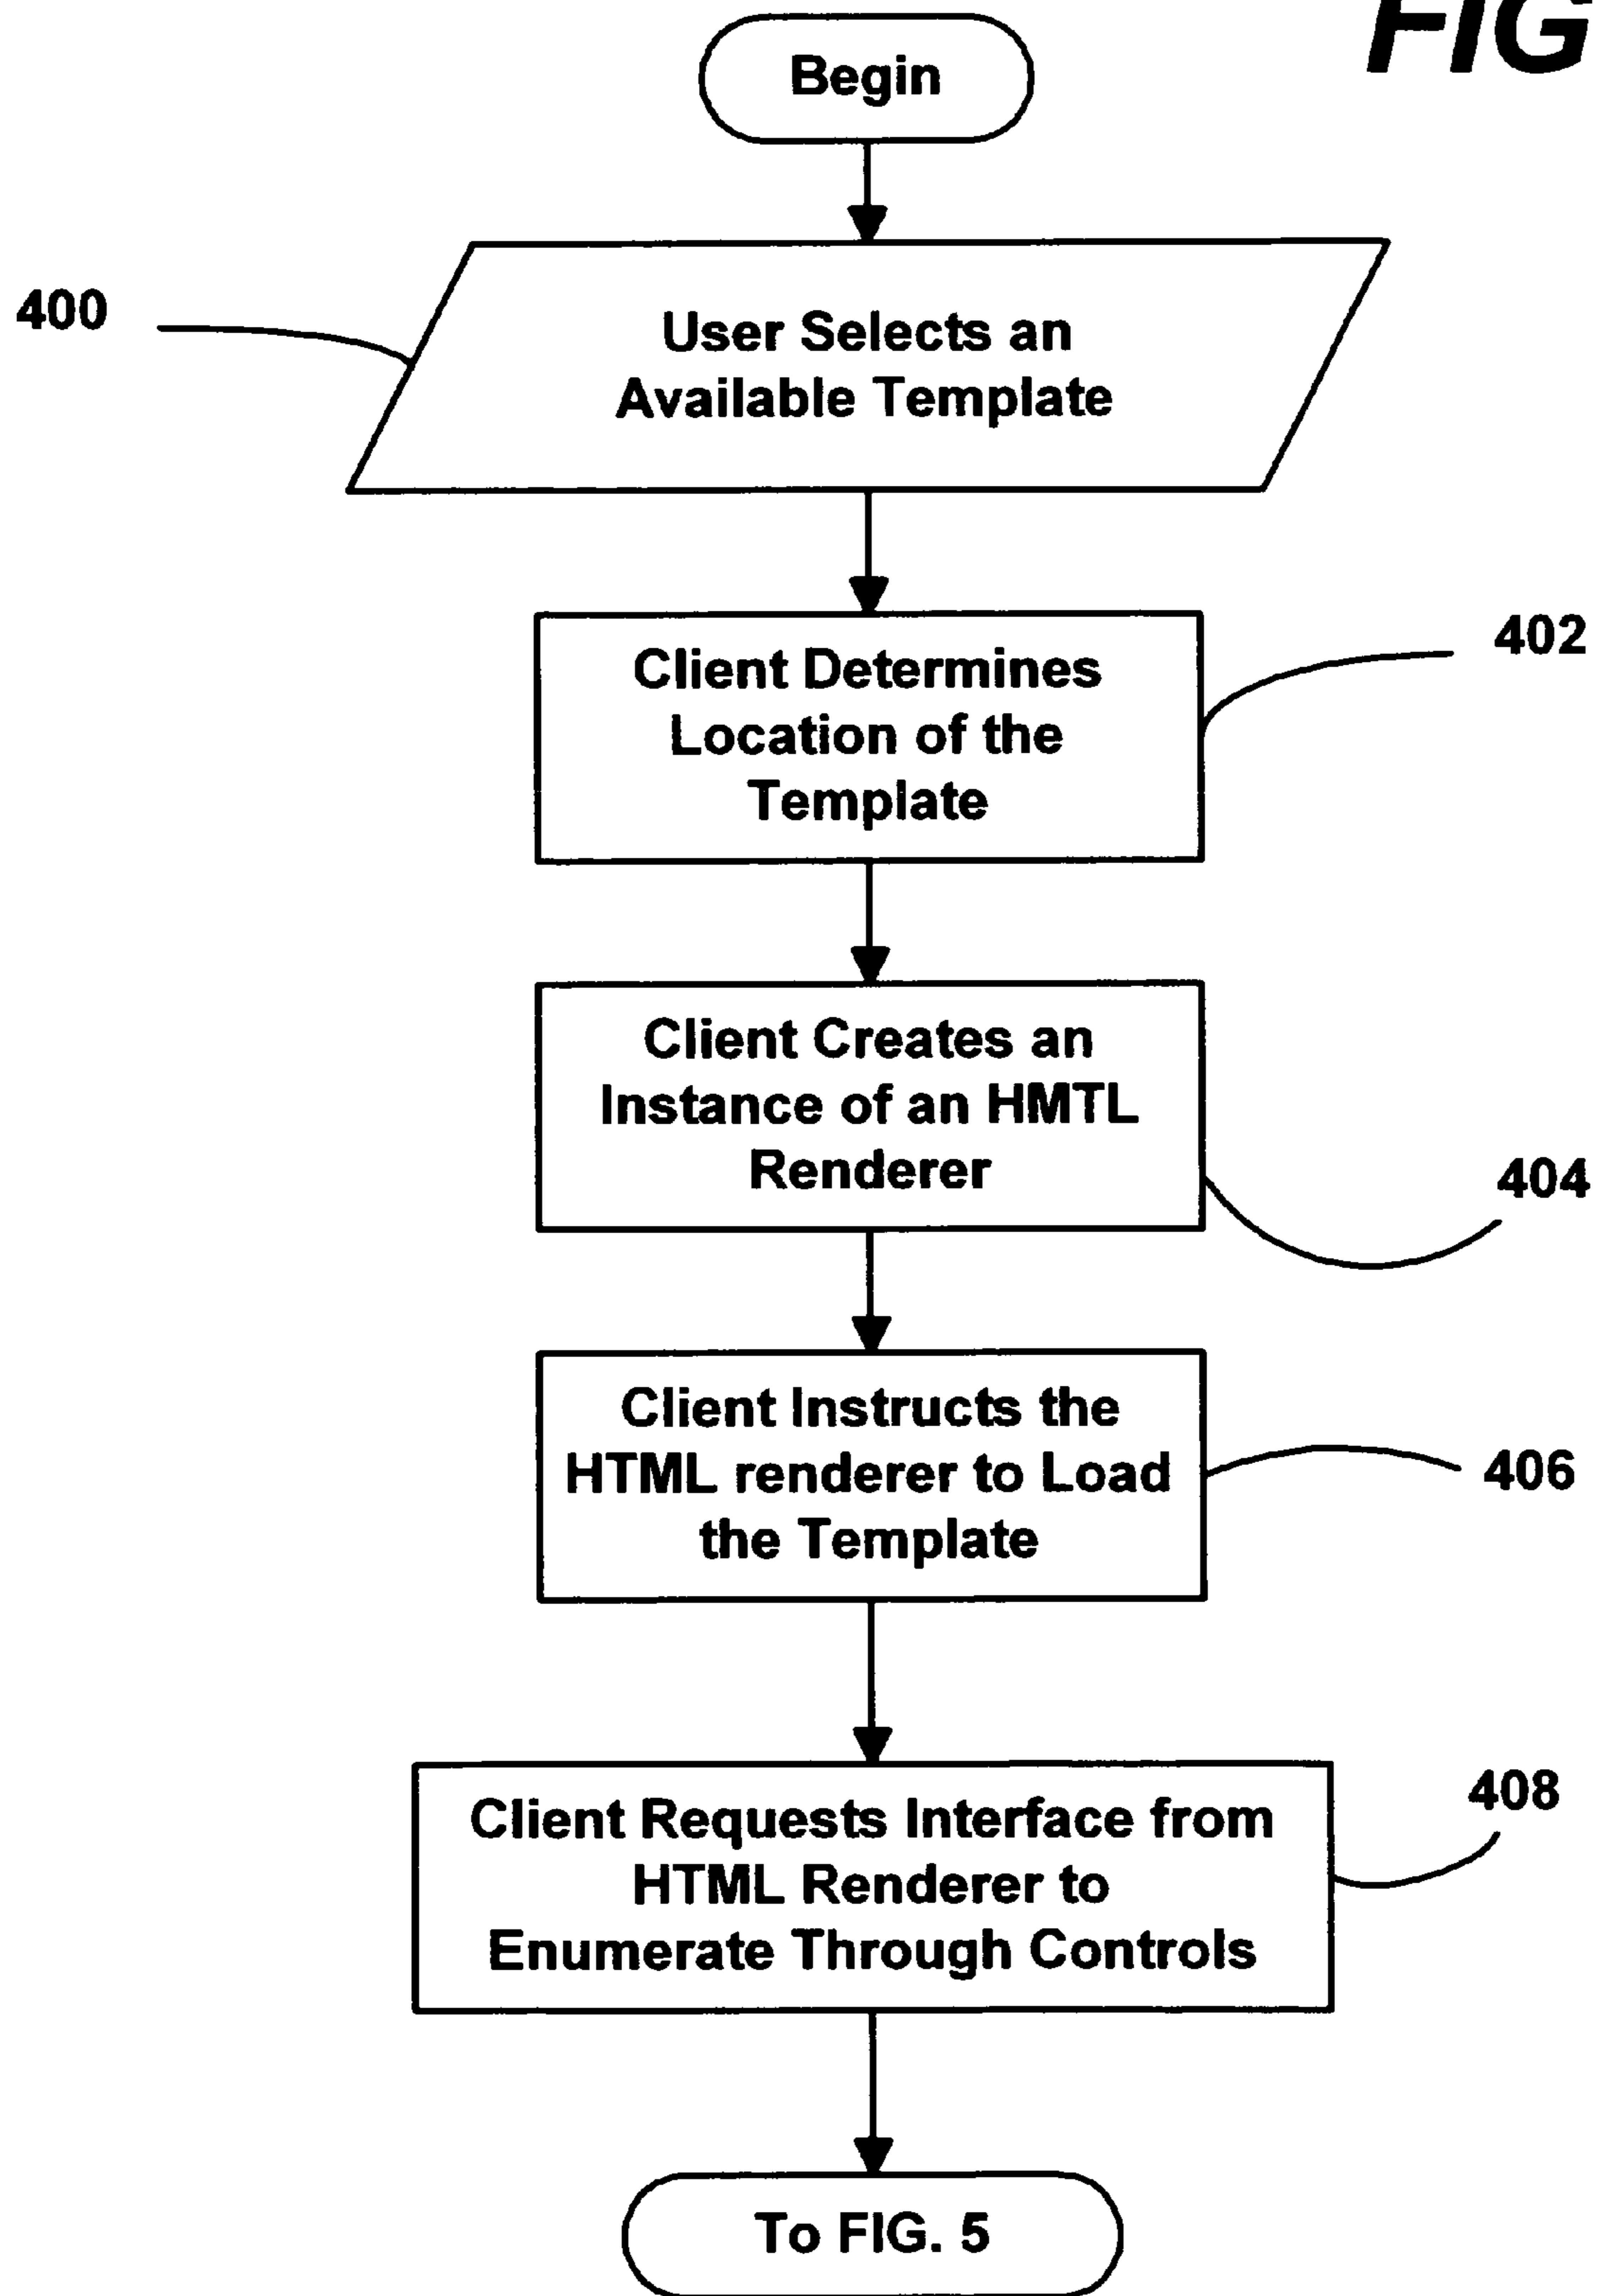 FIG
Begin
400
User Selects an
Available Template
402
Client Determines
Location of the
Template
Client Creates an
Instance of an HMTL
Renderer
404
Client Instructs the
HTML renderer to Load
the Template
406
408
Client Requests Interface from
HTML Renderer to
Enumerate Through Controls
To FIG. 5